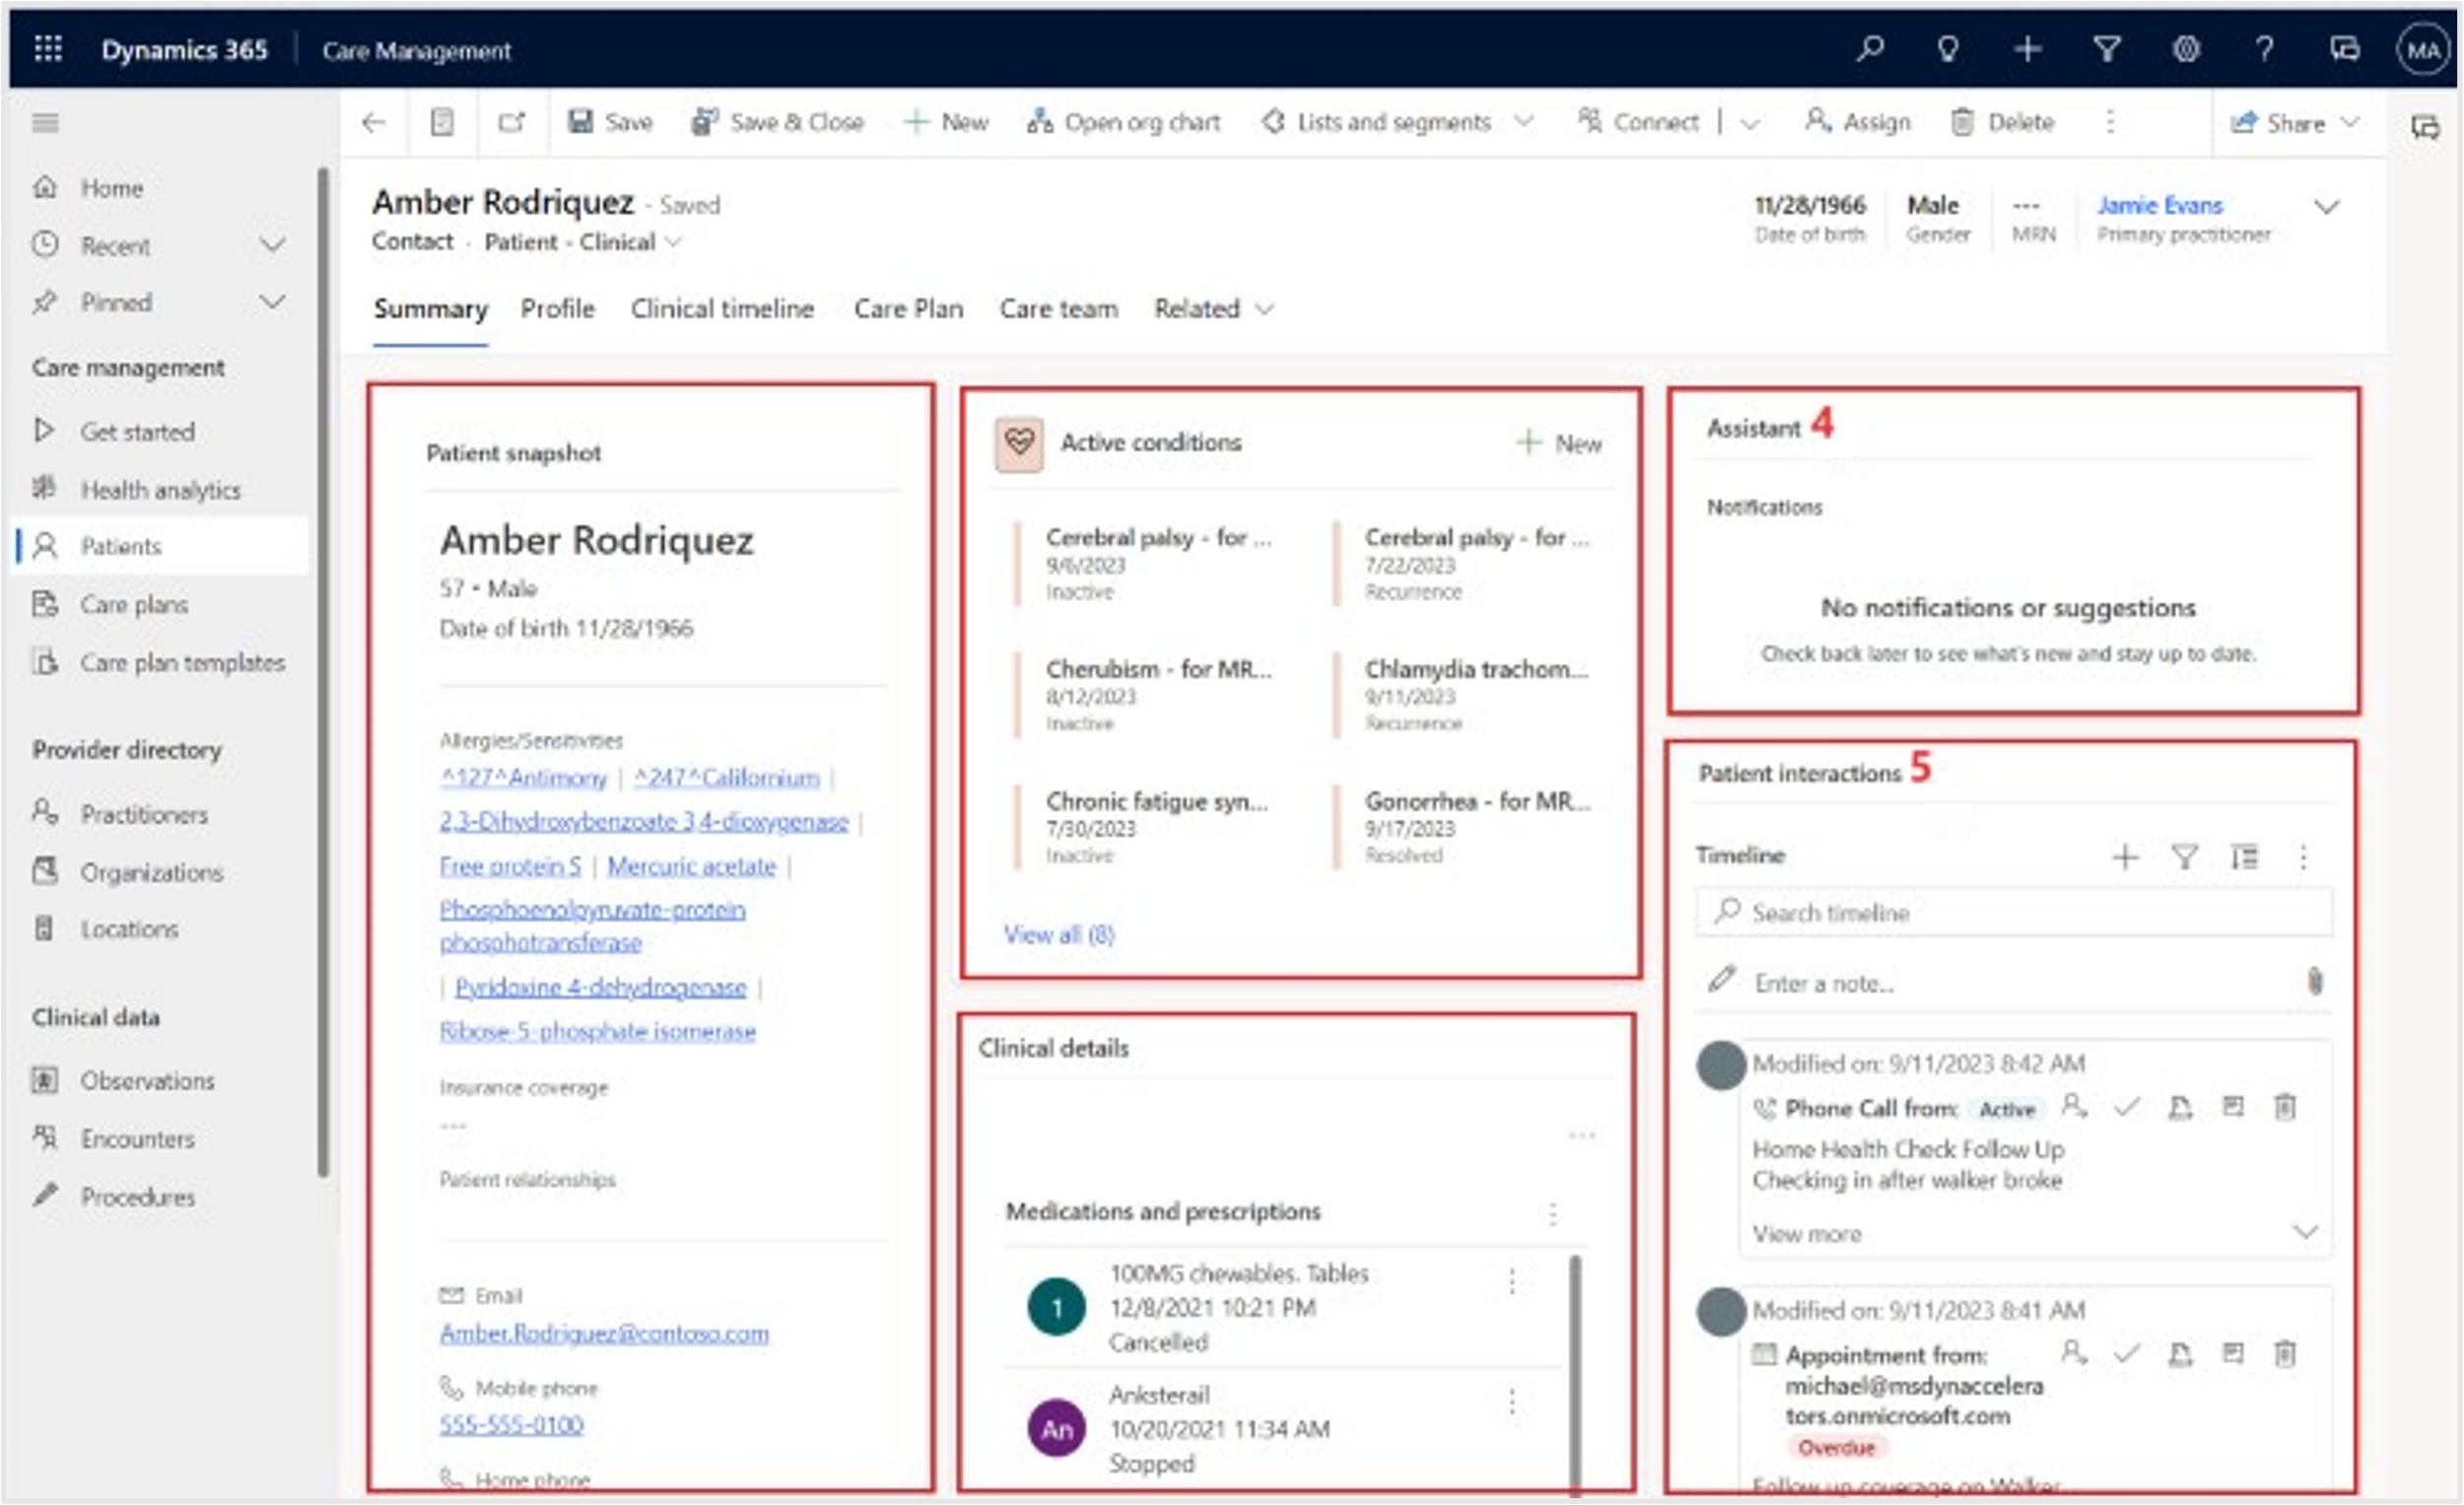 Dynamics 365 Care Management MA
Save Save & Close New Open org chart Lists and segments Connect Assign Delete Share
Home
Recent
Pinned
Care management
Get started
Health analytics
Patients
Care plans
Care plan templates
Provider directory
Practitioners
Organizations
Locations
Clinical data
Observations
Encounters
Procedures
Amber Rodriquez - Saved
Contact · Patient - Clinical
11/28/1966
Date of birth
Male
Gender
---
MRN
Jamie Evans
Primary practitioner
Summary Profile Clinical timeline Care Plan Care team Related
Patient snapshot
Amber Rodriquez
57 • Male
Date of birth 11/28/1966
Allergies/Sensitivities
^127^Antimony | ^247^Californium |
2,3-Dihydroxybenzoate 3,4-dioxygenase |
Free protein S | Mercuric acetate |
Phosphoenolpyruvate-protein
phosphotransferase
| Pyridoxine 4-dehydrogenase |
Ribose-5-phosphate isomerase
Insurance coverage
---
Patient relationships
Email
Amber.Rodriguez@contoso.com
Mobile phone
555-555-0100
Home phone
Active conditions
New
Cerebral palsy - for ...
9/6/2023
Inactive
Cerebral palsy - for ...
7/22/2023
Recurrence
Cherubism - for MR...
8/12/2023
Inactive
Chlamydia trachom...
9/11/2023
Recurrence
Chronic fatigue syn...
7/30/2023
Inactive
Gonorrhea - for MR...
9/17/2023
Resolved
View all (8)
Clinical details
Medications and prescriptions
1
100MG chewables. Tables
12/8/2021 10:21 PM
Cancelled
An
Anksterail
10/20/2021 11:34 AM
Stopped
Assistant 4
Notifications
No notifications or suggestions
Check back later to see what's new and stay up to date.
Patient interactions 5
Timeline
Search timeline
Enter a note...
Modified on: 9/11/2023 8:42 AM
Phone Call from: Active
Home Health Check Follow Up
Checking in after walker broke
View more
Modified on: 9/11/2023 8:41 AM
Appointment from:
michael@msdynaccelera
tors.onmicrosoft.com
Overdue
Follow up coverage on Walker